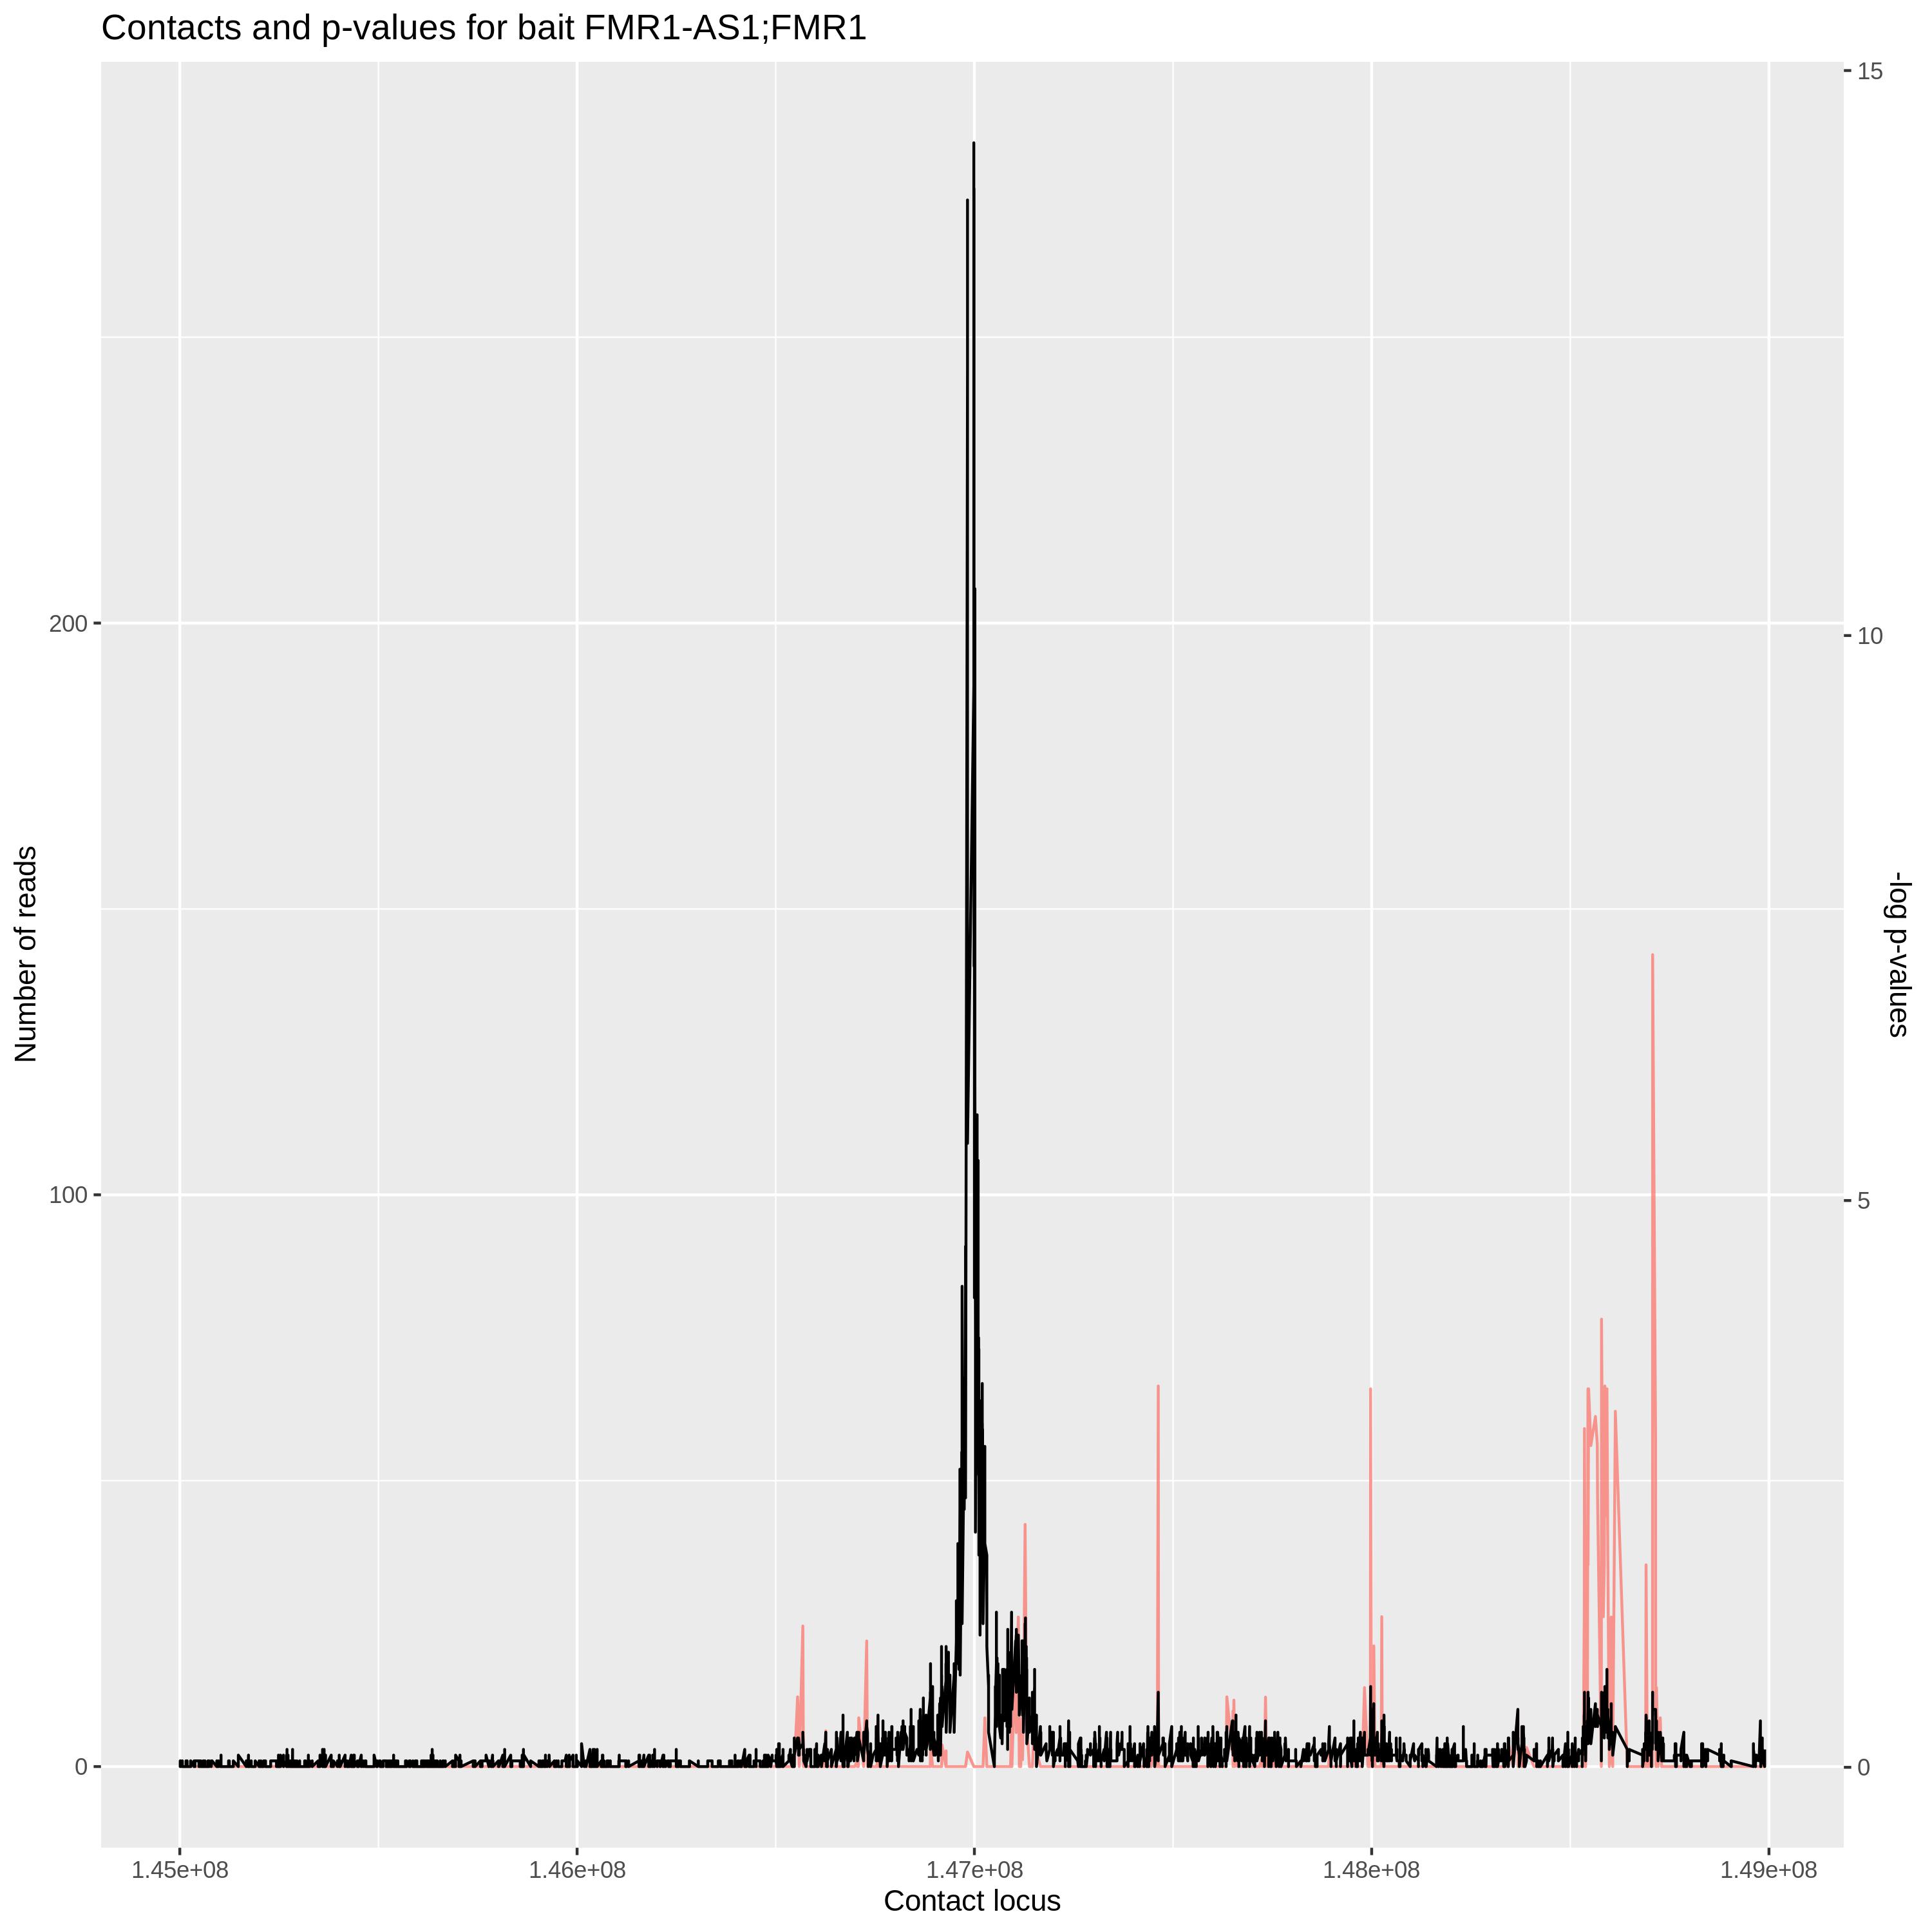 Contacts and p-values for bait FMR1-AS1;FMR1
15
200
10
Number of reads
-log p-values
100
5
0
0
1.45e+08
1.46e+08
1.47e+08
1.48e+08
1.49e+08
Contact locus